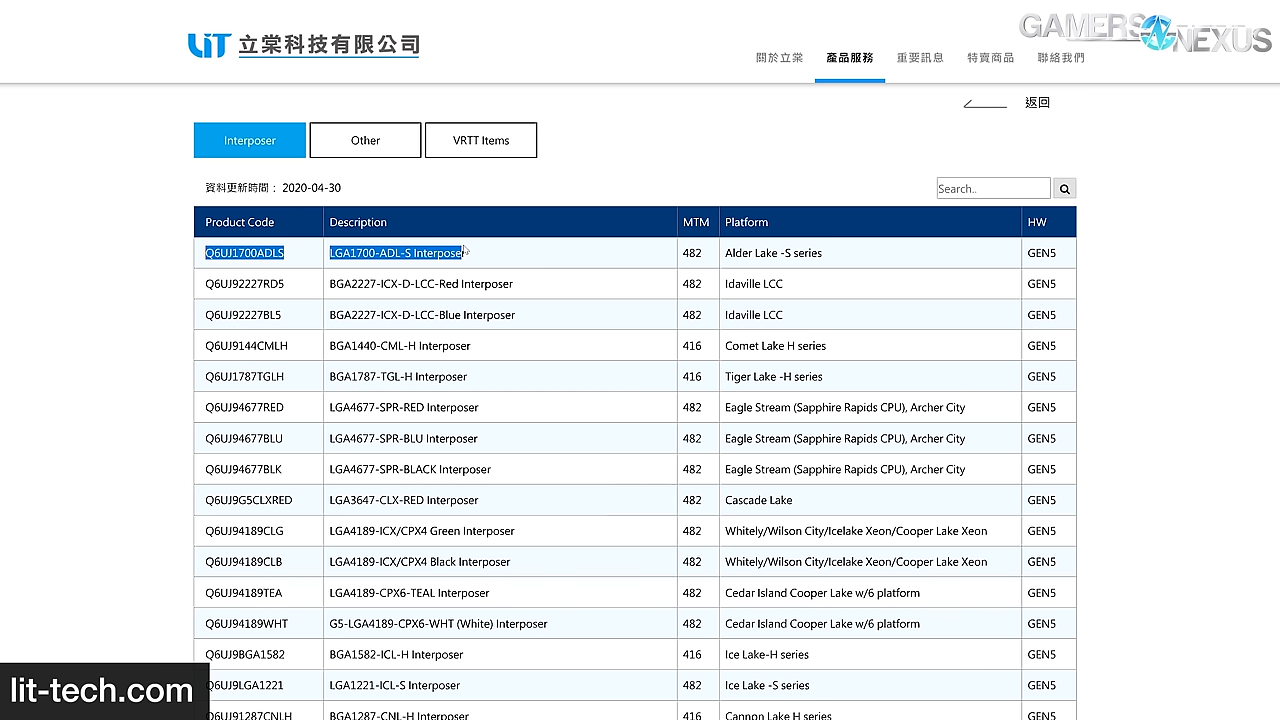 LIT 立棠科技有限公司
GAMERS NEXUS
關於立棠 產品服務 重要訊息 特賣商品 聯絡我們
返回
Interposer Other VRTT Items
資料更新時間： 2020-04-30
Search..
Product Code Description MTM Platform HW
Q6UJ1700ADLS LGA1700-ADL-S Interposer 482 Alder Lake -S series GEN5
Q6UJ92227RD5 BGA2227-ICX-D-LCC-Red Interposer 482 Idaville LCC GEN5
Q6UJ92227BL5 BGA2227-ICX-D-LCC-Blue Interposer 482 Idaville LCC GEN5
Q6UJ9144CMLH BGA1440-CML-H Interposer 416 Comet Lake H series GEN5
Q6UJ1787TGLH BGA1787-TGL-H Interposer 416 Tiger Lake -H series GEN5
Q6UJ94677RED LGA4677-SPR-RED Interposer 482 Eagle Stream (Sapphire Rapids CPU), Archer City GEN5
Q6UJ94677BLU LGA4677-SPR-BLU Interposer 482 Eagle Stream (Sapphire Rapids CPU), Archer City GEN5
Q6UJ94677BLK LGA4677-SPR-BLACK Interposer 482 Eagle Stream (Sapphire Rapids CPU), Archer City GEN5
Q6UJ9G5CLXRED LGA3647-CLX-RED Interposer 482 Cascade Lake GEN5
Q6UJ94189CLG LGA4189-ICX/CPX4 Green Interposer 482 Whitely/Wilson City/Icelake Xeon/Cooper Lake Xeon GEN5
Q6UJ94189CLB LGA4189-ICX/CPX4 Black Interposer 482 Whitely/Wilson City/Icelake Xeon/Cooper Lake Xeon GEN5
Q6UJ94189TEA LGA4189-CPX6-TEAL Interposer 482 Cedar Island Cooper Lake w/6 platform GEN5
Q6UJ94189WHT G5-LGA4189-CPX6-WHT (White) Interposer 482 Cedar Island Cooper Lake w/6 platform GEN5
Q6UJ9BGA1582 BGA1582-ICL-H Interposer 416 Ice Lake-H series GEN5
Q6UJ9LGA1221 LGA1221-ICL-S Interposer 482 Ice Lake -S series GEN5
Q6UJ91287CNLH BGA1287-CNL-H Interposer 416 Cannon Lake H series GEN5
lit-tech.com